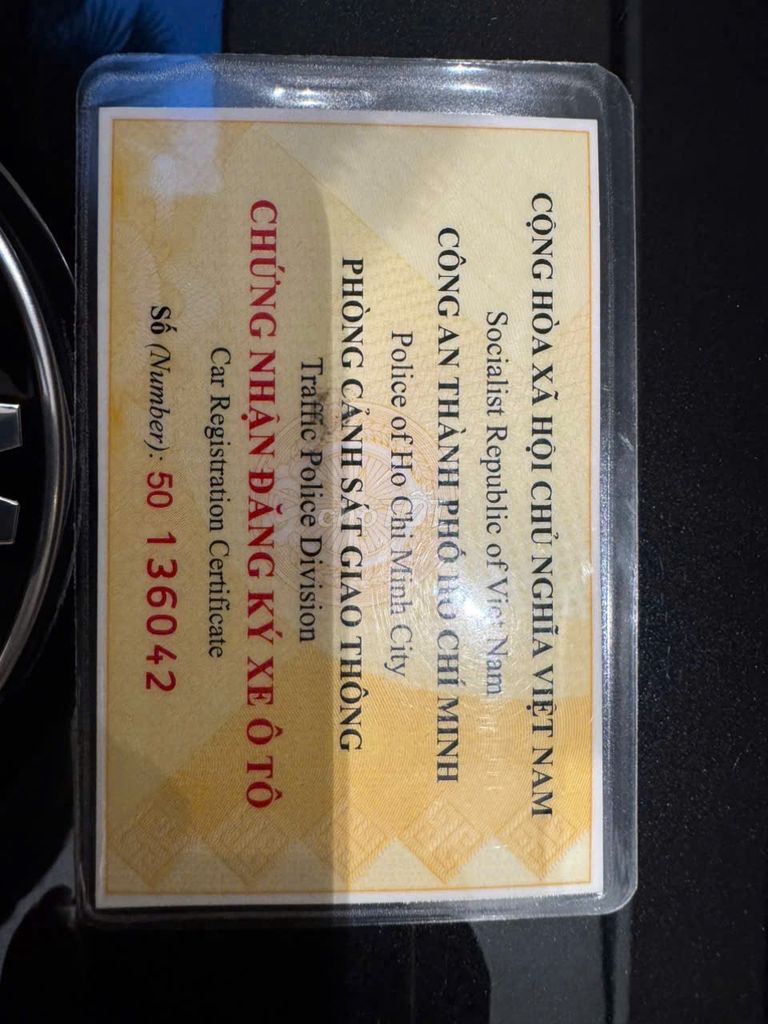 CỘNG HÒA XÃ HỘI CHỦ NGHĨA VIỆT NAM
Socialist Republic of Viet Nam
CÔNG AN THÀNH PHỐ HỒ CHÍ MINH
Police of Ho Chi Minh City
PHÒNG CẢNH SÁT GIAO THÔNG
Traffic Police Division
CHỨNG NHẬN ĐĂNG KÝ XE Ô TÔ
Car Registration Certificate
Số (Number): 50 136042